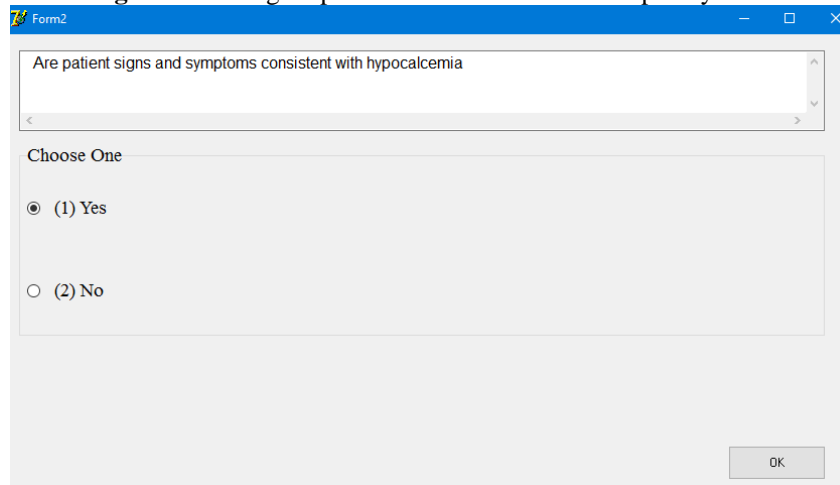 Form2
Are patient signs and symptoms consistent with hypocalcemia
Choose One
(1) Yes
(2) No
OK